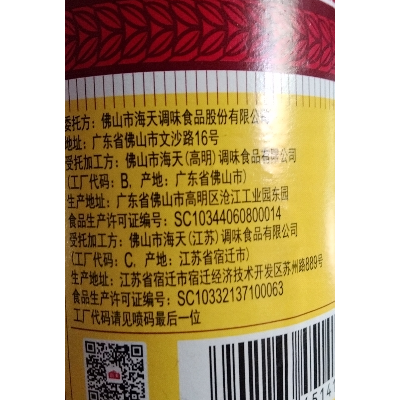 委托方：佛山市海天调味食品股份有限公司
地址：广东省佛山市文沙路16号
受托加工方：佛山市海天(高明)调味食品有限公司
(工厂代码：B，产地：广东省佛山市)
生产地址：广东省佛山市高明区沧江工业园东园
食品生产许可证编号：SC10344060800014
受托加工方：佛山市海天(江苏)调味食品有限公司
(工厂代码：C，产地：江苏省宿迁市)
生产地址：江苏省宿迁市宿迁经济技术开发区苏州路889号
食品生产许可证编号：SC10332137100063
工厂代码请见喷码最后一位